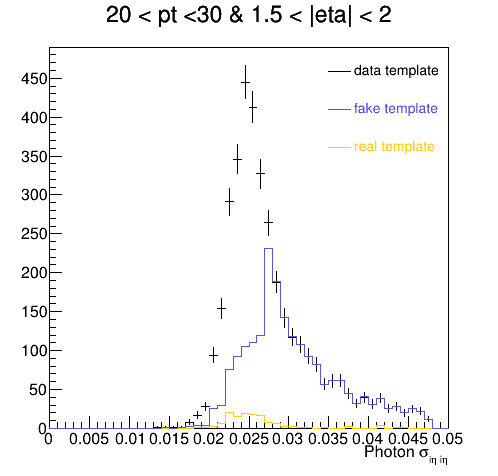 20 < pt <30 & 1.5 < |eta| < 2
data template
fake template
real template
450
400
350
300
250
200
150
100
50
0
0 0.005 0.01 0.015 0.02 0.025 0.03 0.035 0.04 0.045 0.05
Photon σiη iη